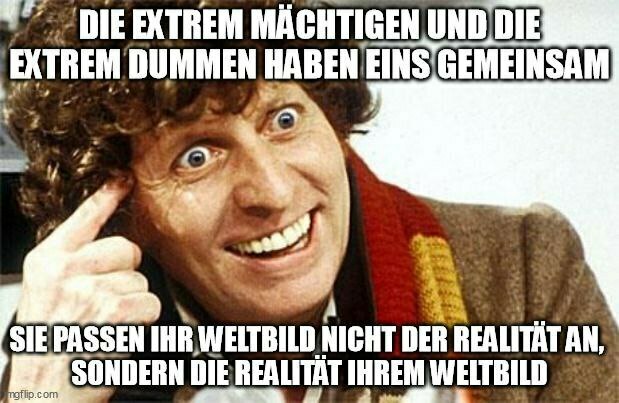 DIE EXTREM MÄCHTIGEN UND DIE
EXTREM DUMMEN HABEN EINS GEMEINSAM
SIE PASSEN IHR WELTBILD NICHT DER REALITÄT AN,
SONDERN DIE REALITÄT IHREM WELTBILD
imgflip.com